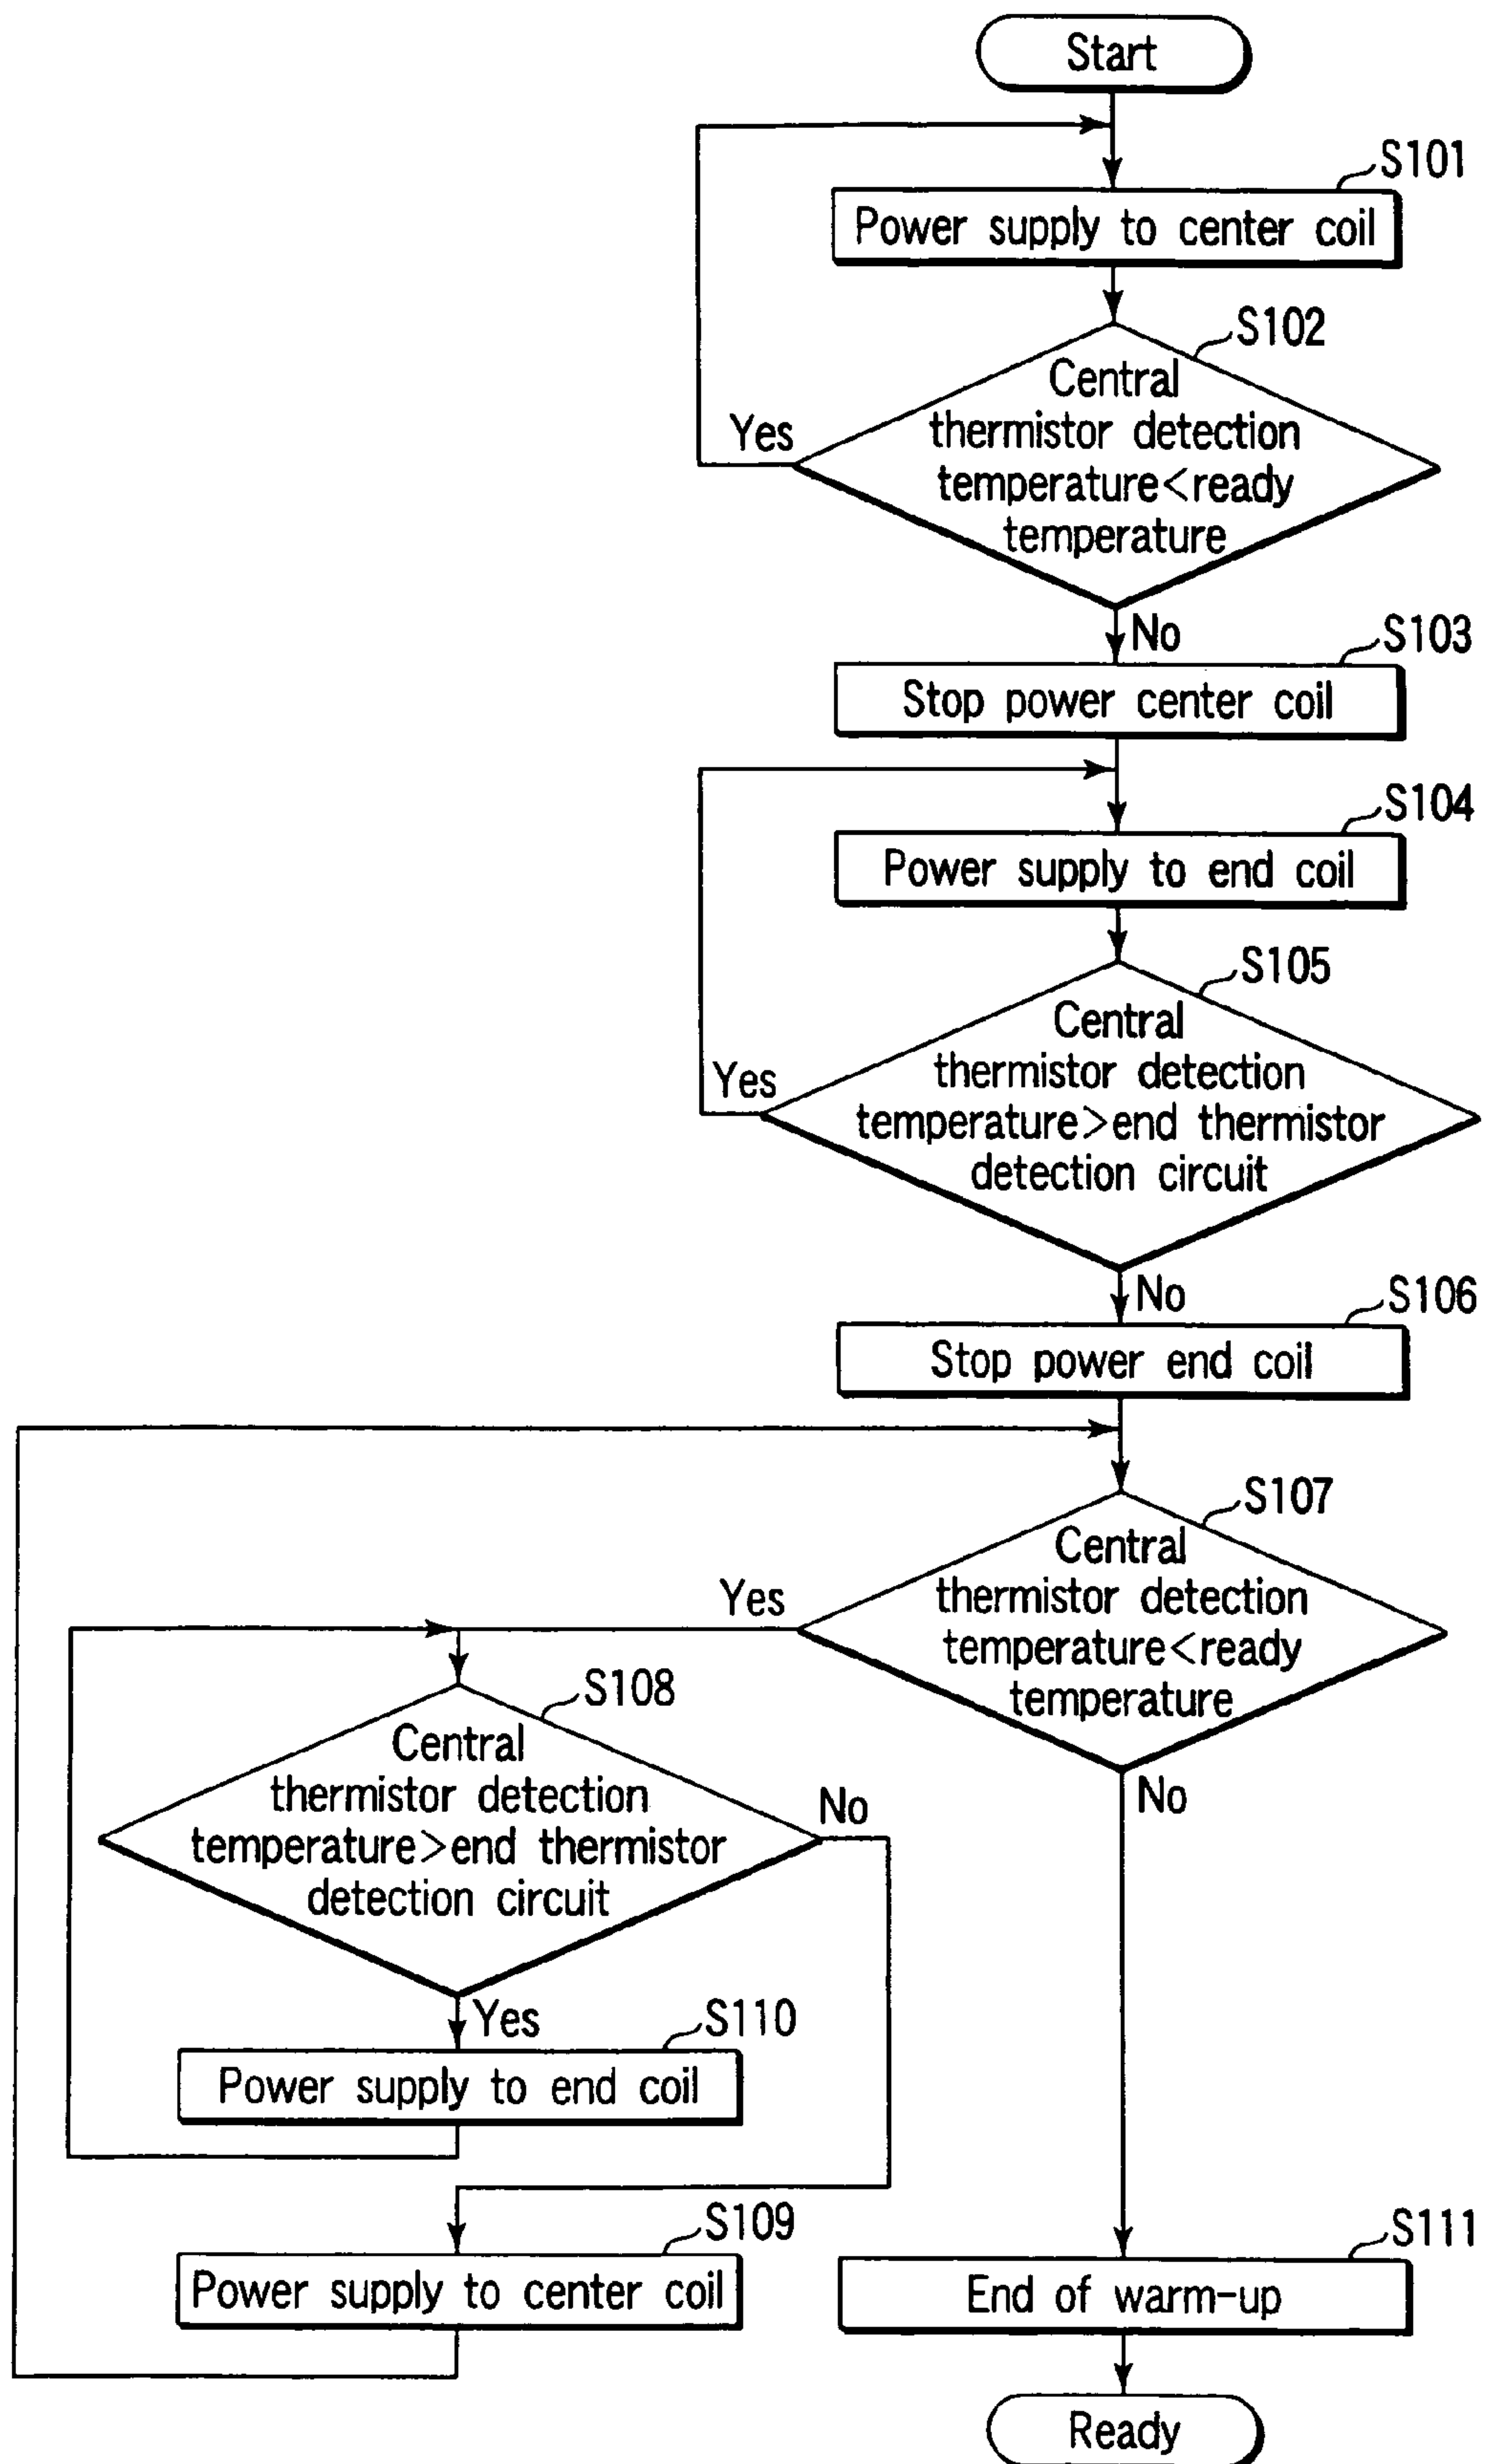 Start
S101
Power supply to center coil
S102
Central
thermistor detection
temperature<ready
temperature
Yes
No
S103
Stop power center coil
S104
Power supply to end coil
S105
Central
thermistor detection
temperature>end thermistor
detection circuit
Yes
No
S106
Stop power end coil
S107
Central
thermistor detection
temperature<ready
temperature
Yes
No
S108
Central
thermistor detection
temperature>end thermistor
detection circuit
No
Yes
S110
Power supply to end coil
S109
Power supply to center coil
S111
End of warm-up
Ready